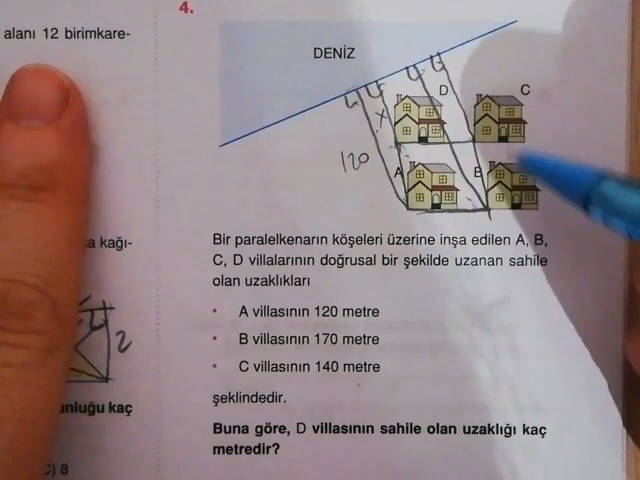 4.
alanı 12 birimkare-
DENİZ
D
C
X
120
A
B
a kağı-
Bir paralelkenarın köşeleri üzerine inşa edilen A, B,
C, D villalarının doğrusal bir şekilde uzanan sahile
olan uzaklıkları
• A villasının 120 metre
• B villasının 170 metre
• C villasının 140 metre
şeklindedir.
2
unluğu kaç
Buna göre, D villasının sahile olan uzaklığı kaç
metredir?
C) 8